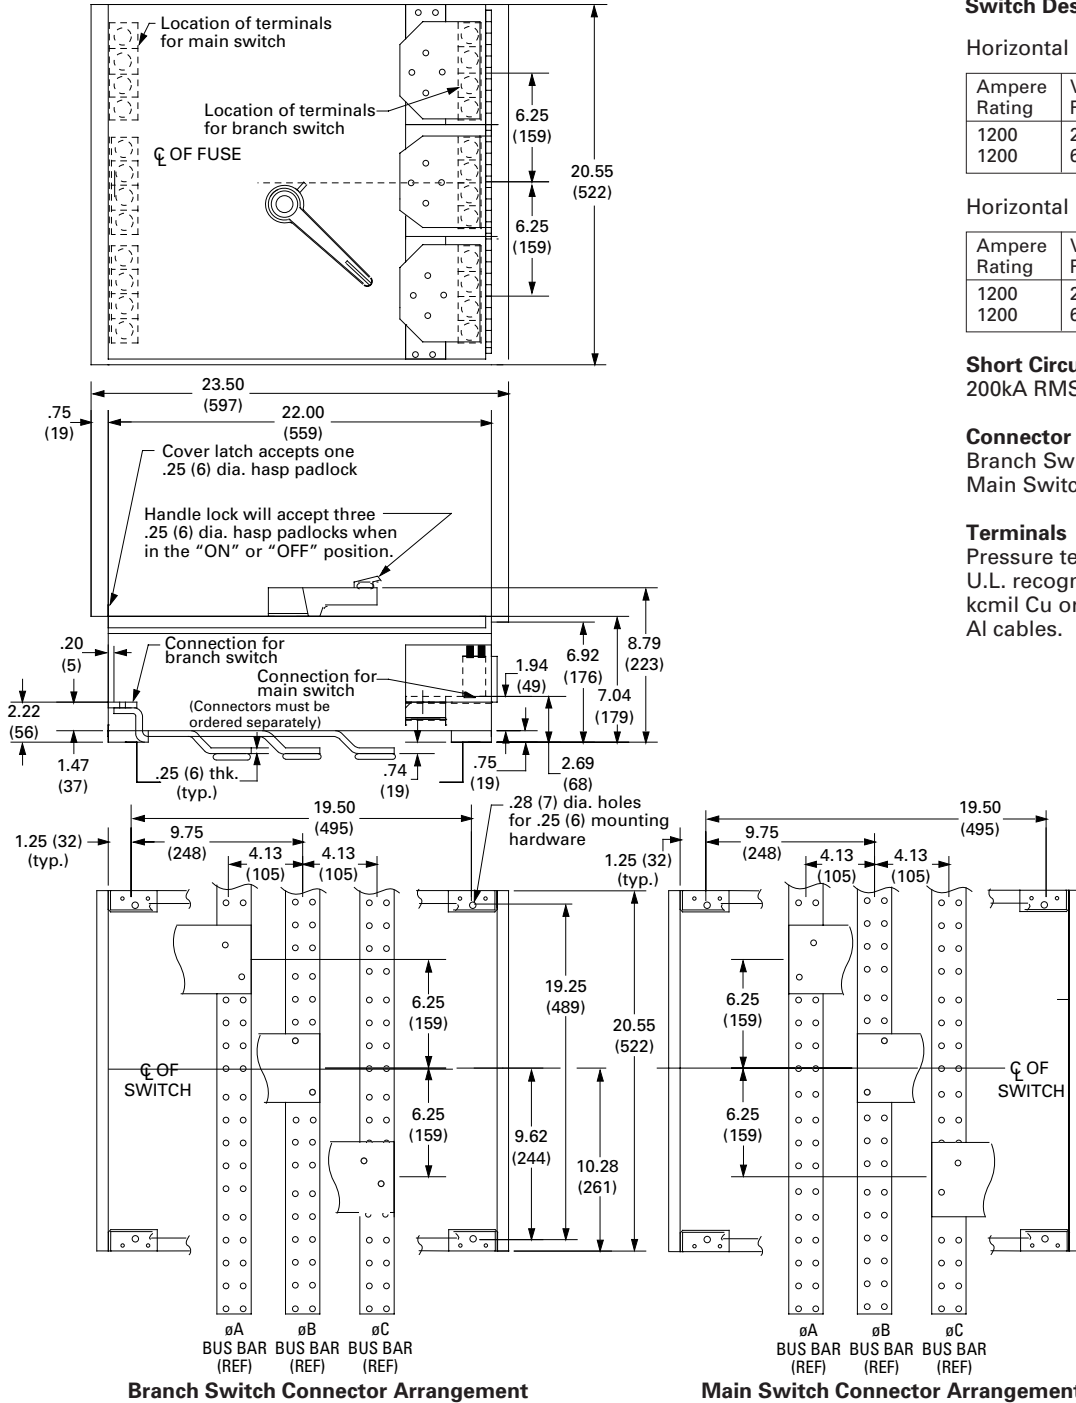 Location of terminals
for main switch
Location of terminals
for branch switch
℄ OF FUSE
6.25
(159)
20.55
(522)
6.25
(159)
23.50
(597)
.75
(19)
22.00
(559)
Cover latch accepts one
.25 (6) dia. hasp padlock
Handle lock will accept three
.25 (6) dia. hasp padlocks when
in the “ON” or “OFF” position.
.20
(5)
Connection for
branch switch
Connection for
main switch
(Connectors must be
ordered separately)
1.94
(49)
6.92
(176)
8.79
(223)
7.04
(179)
2.22
(56)
1.47
(37)
.25 (6) thk.
(typ.)
.74
(19)
.75
(19)
2.69
(68)
19.50
(495)
.28 (7) dia. holes
for .25 (6) mounting
hardware
1.25 (32)
(typ.)
9.75
(248)
4.13
(105)
4.13
(105)
6.25
(159)
19.25
(489)
20.55
(522)
℄ OF
SWITCH
6.25
(159)
9.62
(244)
10.28
(261)
øA
BUS BAR
(REF)
øB
BUS BAR
(REF)
øC
BUS BAR
(REF)
Branch Switch Connector Arrangement
19.50
(495)
1.25 (32)
(typ.)
9.75
(248)
4.13
(105)
4.13
(105)
6.25
(159)
℄ OF
SWITCH
6.25
(159)
øA
BUS BAR
(REF)
øB
BUS BAR
(REF)
øC
BUS BAR
(REF)
Main Switch Connector Arrangement
Switch Des
Horizontal
Ampere V
Rating
1200 2
1200 6
Horizontal
Ampere V
Rating
1200 2
1200 6
Short Circu
200kA RMS
Connector
Branch Sw
Main Switc
Terminals
Pressure te
U.L. recogn
kcmil Cu or
Al cables.